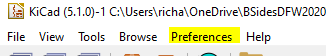 KiCad (5.1.0)-1 C:\Users\richa\OneDrive\BSidesDFW2020
File View Tools Browse Preferences Help